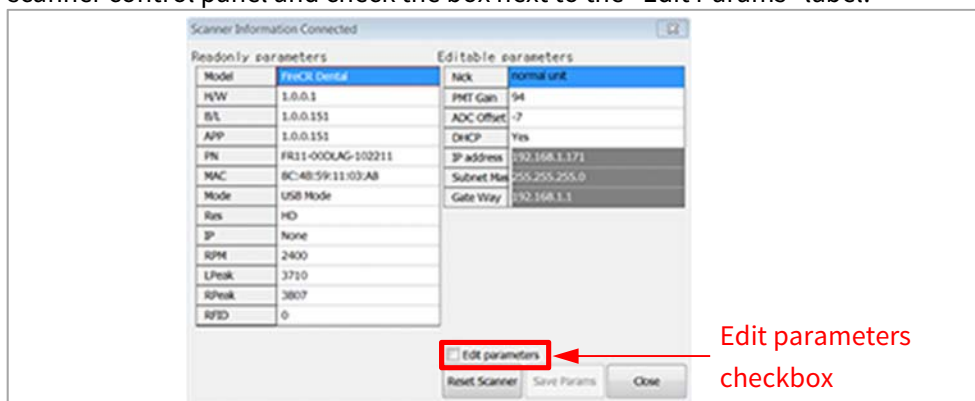 scanner control panel and check the box next to the "Edit Params" label.
Scanner Information Connected
Readonly parameters
Model FireCR Dental
H/W 1.0.0.1
B/L 1.0.0.151
APP 1.0.0.151
PN FR11-00DLAG-102211
MAC 8C:4B:59:11:03:A8
Mode USB Mode
Res HD
IP None
RPM 2400
LPeak 3710
RPeak 3807
RFID 0
Editable parameters
Nick normal unit
PMT Gain 94
ADC Offset -7
DHCP Yes
IP address 192.168.1.171
Subnet Mas 255.255.255.0
Gate Way 192.168.1.1
Edit parameters
Reset Scanner Save Params Close
Edit parameters
checkbox